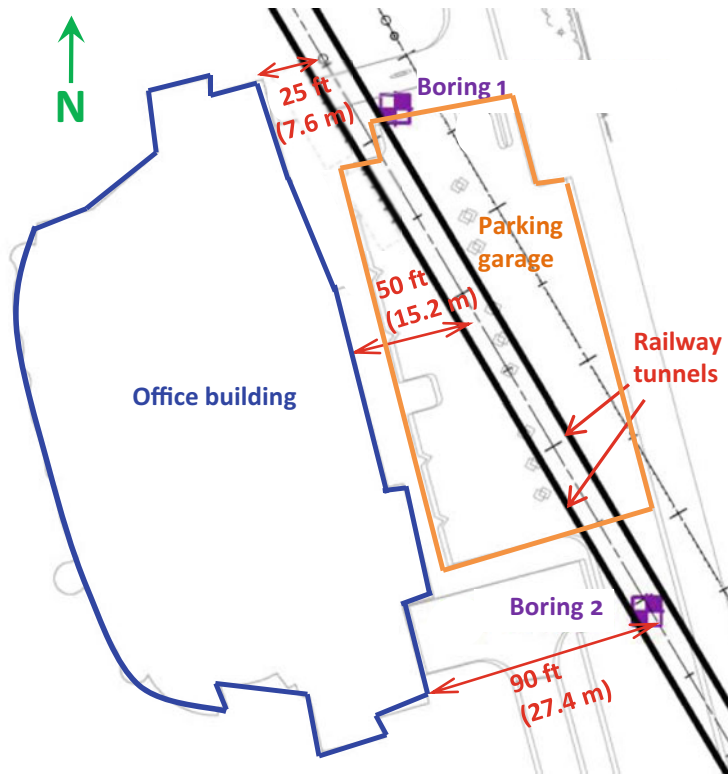 N
25 ft
(7.6 m)
Boring 1
Parking
garage
50 ft
(15.2 m)
Railway
tunnels
Office building
Boring 2
90 ft
(27.4 m)